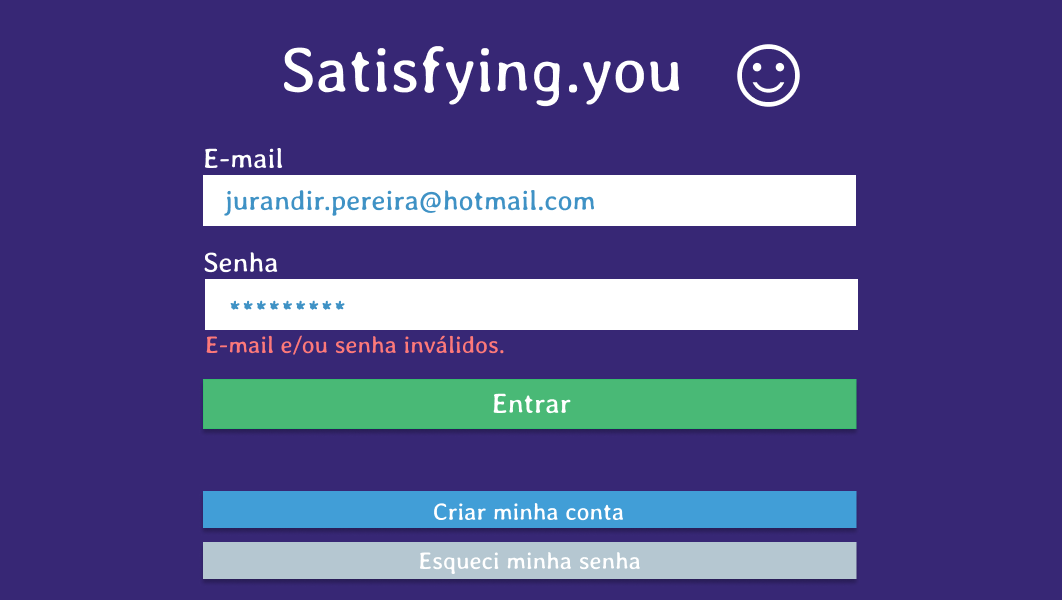 Satisfying.you
E-mail
jurandir.pereira@hotmail.com
Senha
*********
E-mail e/ou senha inválidos.
Entrar
Criar minha conta
Esqueci minha senha